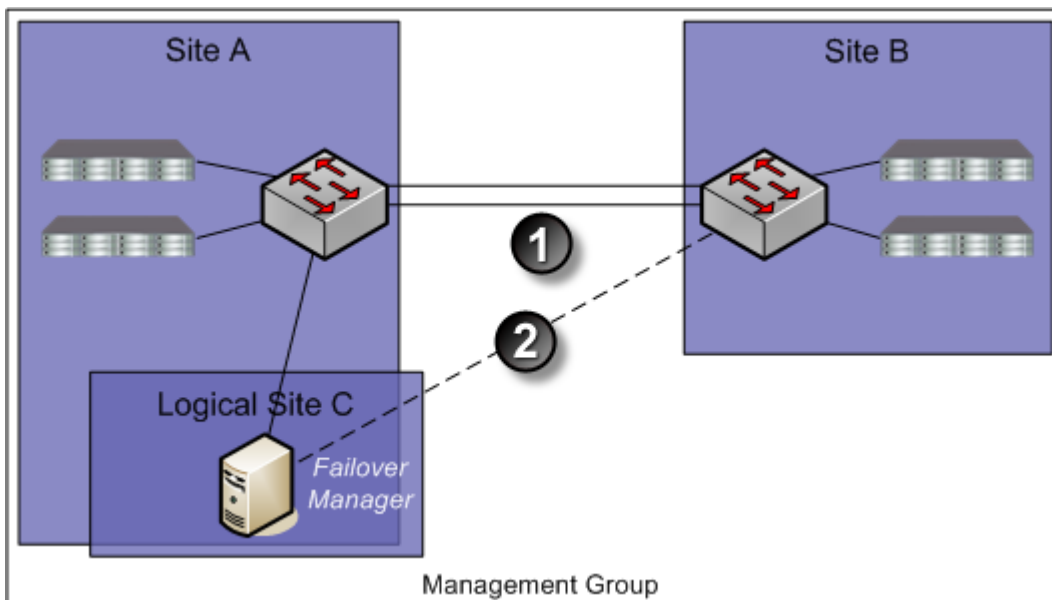 Site A
Site B
1
2
Logical Site C
Failover
Manager
Management Group